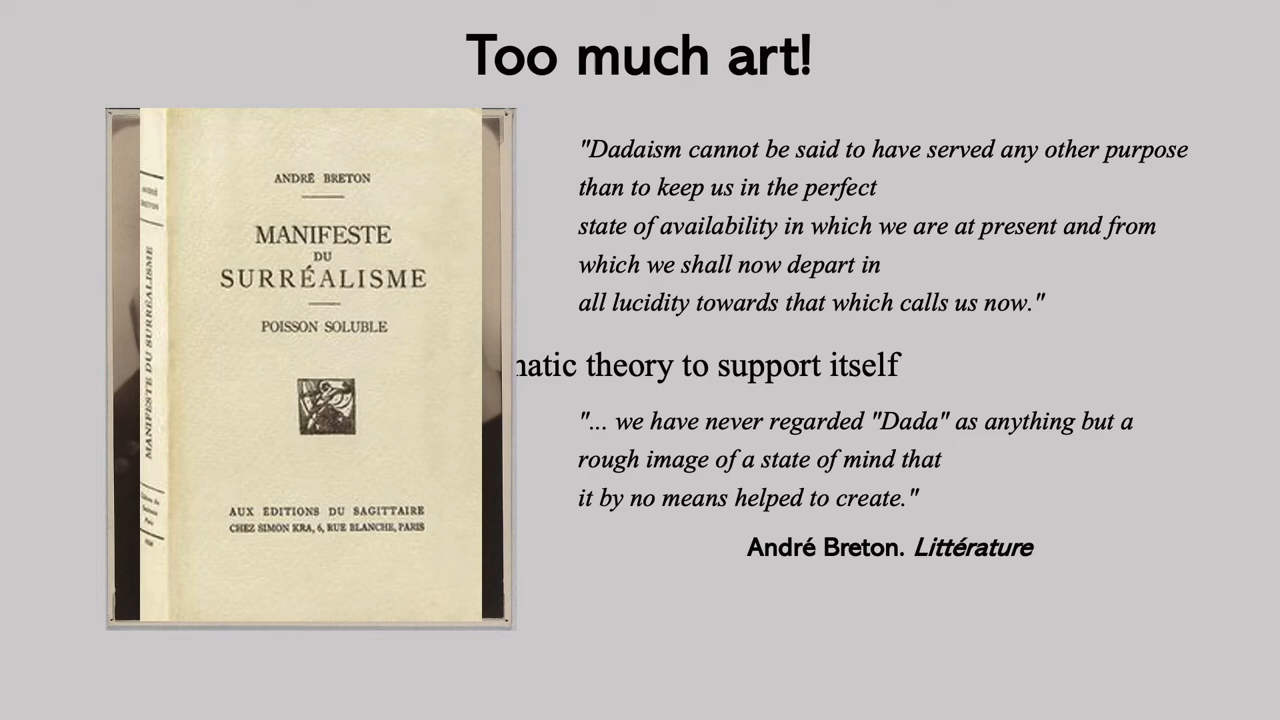 Too much art!
ANDRÉ BRETON
MANIFESTE
DU
SURRÉALISME
POISSON SOLUBLE
AUX ÉDITIONS DU SAGITTAIRE
CHEZ SIMON KRA, 6, RUE BLANCHE, PARIS
MANIFESTE DU SURRÉALISME
"Dadaism cannot be said to have served any other purpose
than to keep us in the perfect
state of availability in which we are at present and from
which we shall now depart in
all lucidity towards that which calls us now."
theory to support itself
"... we have never regarded "Dada" as anything but a
rough image of a state of mind that
it by no means helped to create."
André Breton. Littérature